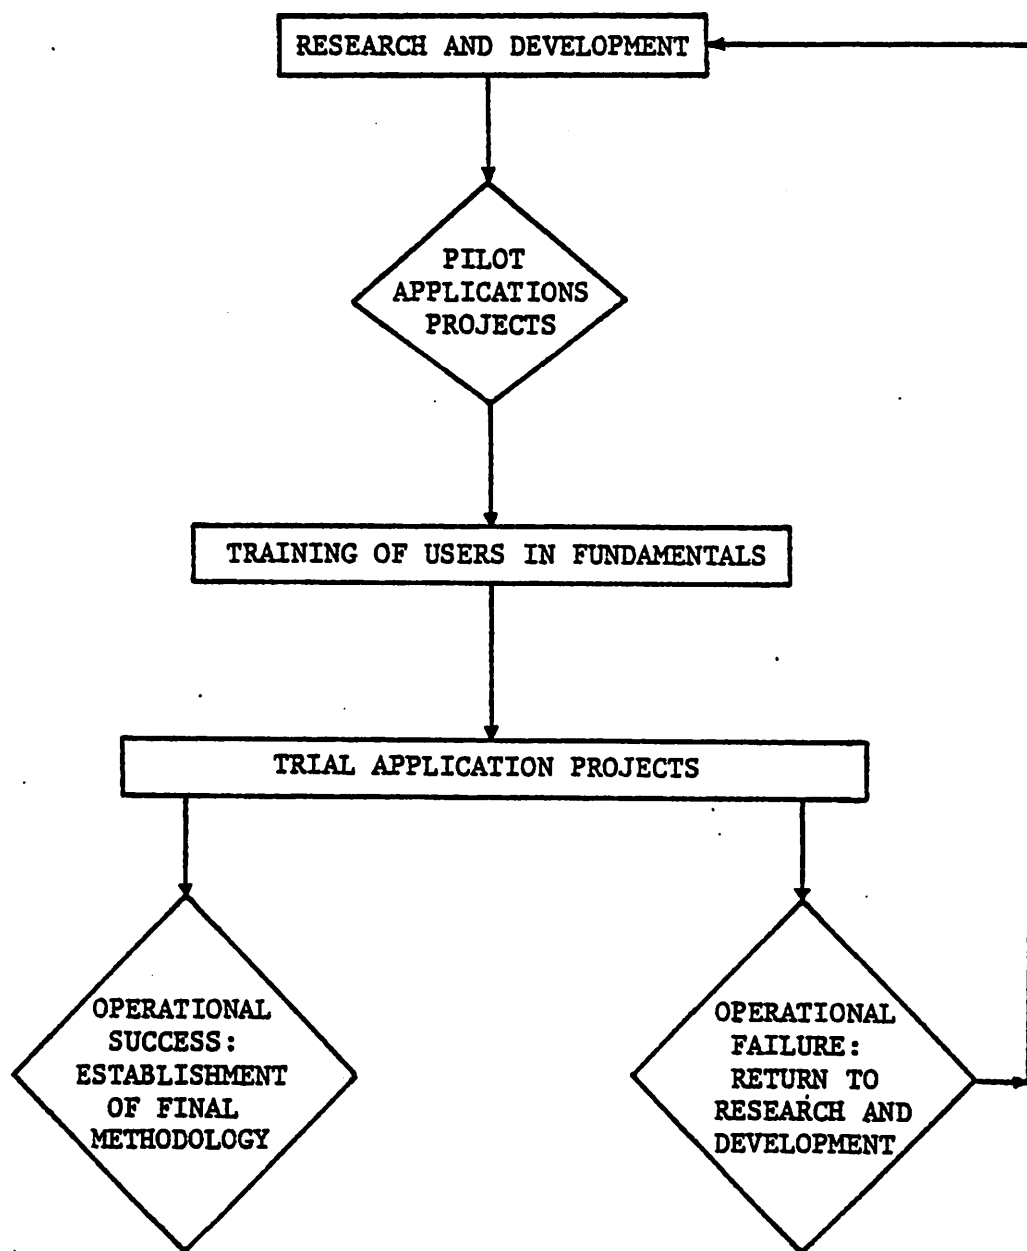 RESEARCH AND DEVELOPMENT
PILOT
APPLICATIONS
PROJECTS
TRAINING OF USERS IN FUNDAMENTALS
TRIAL APPLICATION PROJECTS
OPERATIONAL
SUCCESS:
ESTABLISHMENT
OF FINAL
METHODOLOGY
OPERATIONAL
FAILURE:
RETURN TO
RESEARCH AND
DEVELOPMENT